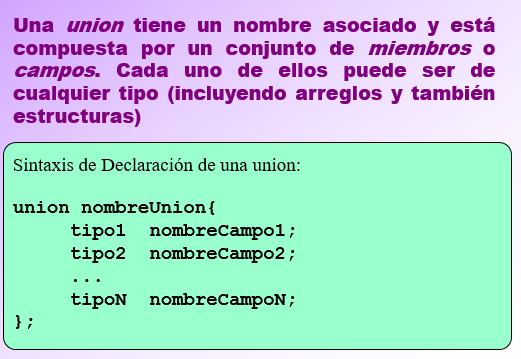 Una union tiene un nombre asociado y está
compuesta por un conjunto de miembros o
campos. Cada uno de ellos puede ser de
cualquier tipo (incluyendo arreglos y también
estructuras)
Sintaxis de Declaración de una union:
union nombreUnion{
tipo1 nombreCampo1;
tipo2 nombreCampo2;
...
tipoN nombreCampoN;
};